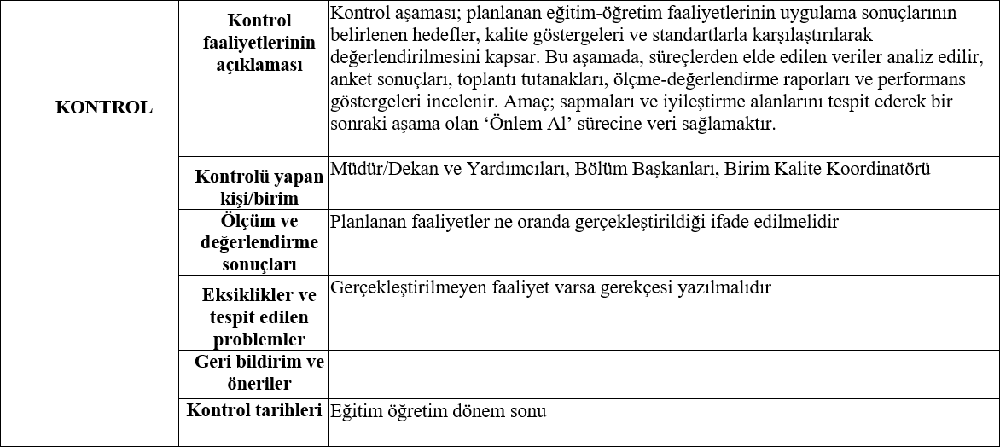 KONTROL
Kontrol
faaliyetlerinin
açıklaması
Kontrol aşaması; planlanan eğitim-öğretim faaliyetlerinin uygulama sonuçlarının
belirlenen hedefler, kalite göstergeleri ve standartlarla karşılaştırılarak
değerlendirilmesini kapsar. Bu aşamada, süreçlerden elde edilen veriler analiz edilir,
anket sonuçları, toplantı tutanakları, ölçme-değerlendirme raporları ve performans
göstergeleri incelenir. Amaç; sapmaları ve iyileştirme alanlarını tespit ederek bir
sonraki aşama olan ‘Önlem Al’ sürecine veri sağlamaktır.
Kontrolü yapan
kişi/birim
Müdür/Dekan ve Yardımcıları, Bölüm Başkanları, Birim Kalite Koordinatörü
Ölçüm ve
değerlendirme
sonuçları
Planlanan faaliyetler ne oranda gerçekleştirildiği ifade edilmelidir
Eksiklikler ve
tespit edilen
problemler
Gerçekleştirilmeyen faaliyet varsa gerekçesi yazılmalıdır
Geri bildirim ve
öneriler
Kontrol tarihleri
Eğitim öğretim dönem sonu